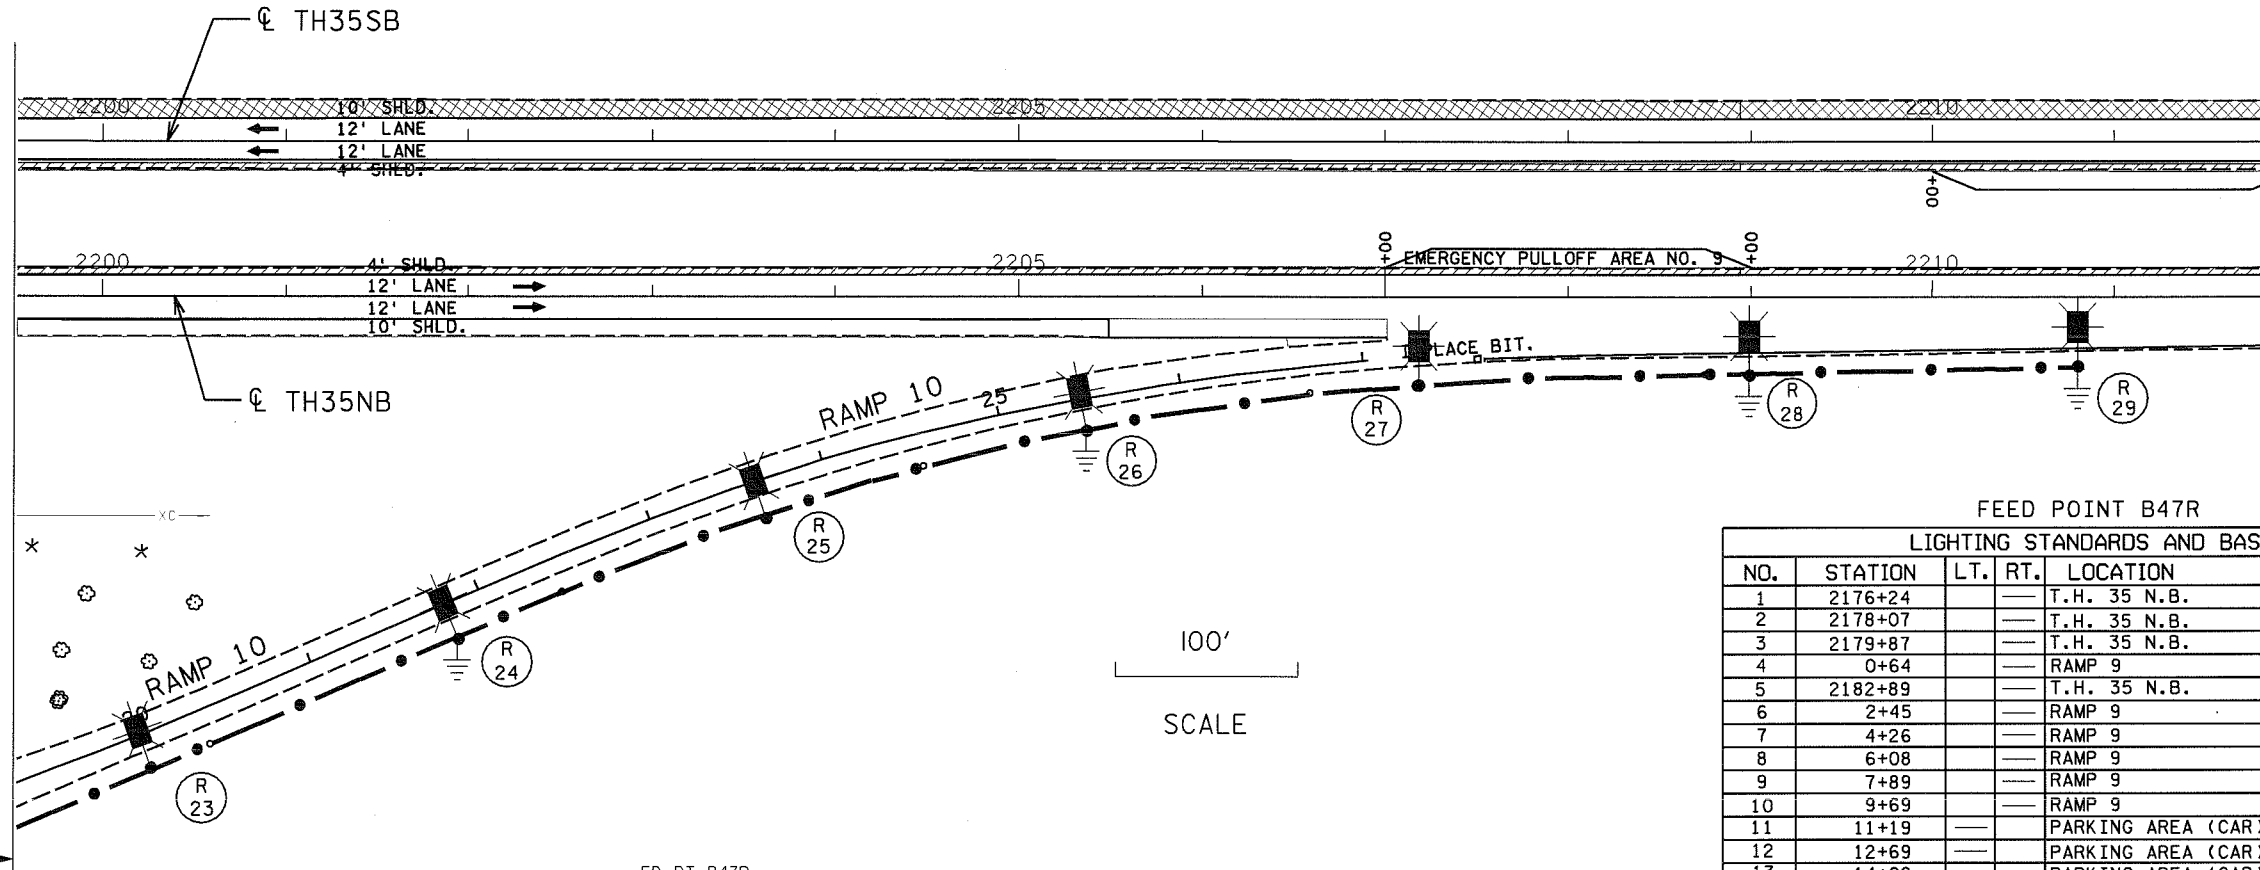 ℄ TH35SB
2200
10' SHLD.
2205
2210
12' LANE
12' LANE
4' SHLD.
+00
+00
+00
2200
4' SHLD.
2205
EMERGENCY PULLOFF AREA NO. 9
2210
12' LANE
12' LANE
10' SHLD.
PLACE BIT.
℄ TH35NB
RAMP 10
25
R 27
R 28
R 29
R 26
XC
R 25
R 24
RAMP 10
20
R 23
100'
SCALE
FEED POINT B47R
LIGHTING STANDARDS AND BAS
NO. STATION LT. RT. LOCATION
1 2176+24 — T.H. 35 N.B.
2 2178+07 — T.H. 35 N.B.
3 2179+87 — T.H. 35 N.B.
4 0+64 — RAMP 9
5 2182+89 — T.H. 35 N.B.
6 2+45 — RAMP 9
7 4+26 — RAMP 9
8 6+08 — RAMP 9
9 7+89 — RAMP 9
10 9+69 — RAMP 9
11 11+19 — PARKING AREA (CAR)
12 12+69 — PARKING AREA (CAR)